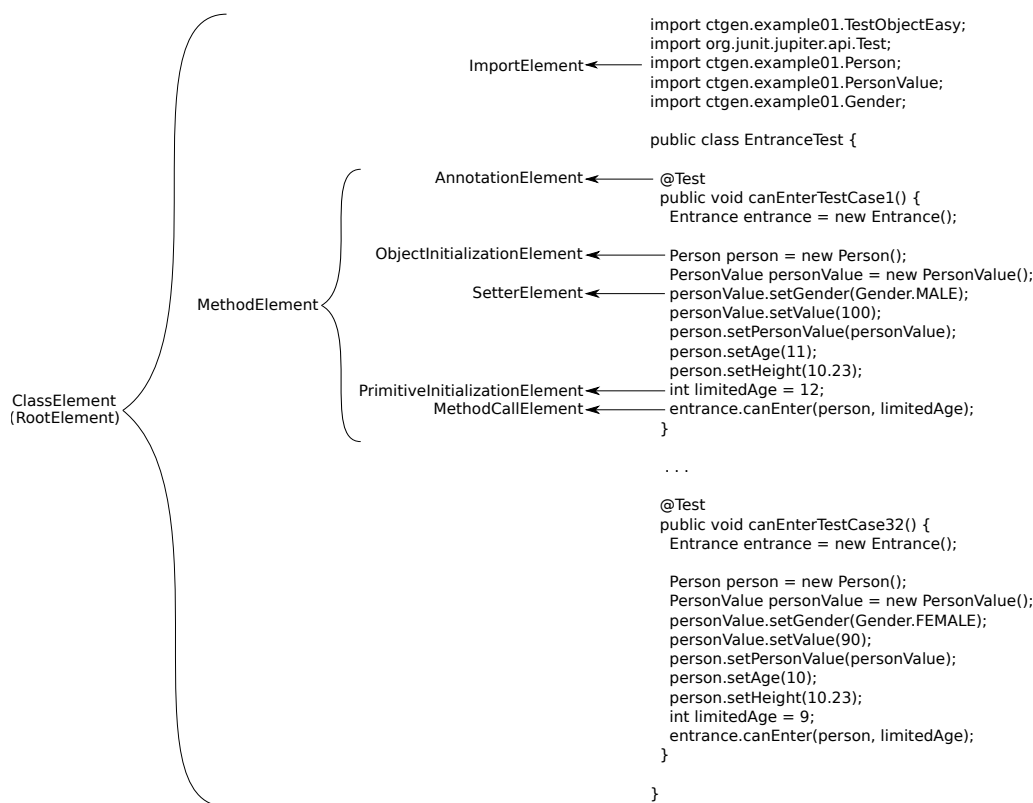 import ctgen.example01.TestObjectEasy;
import org.junit.jupiter.api.Test;
ImportElement import ctgen.example01.Person;
import ctgen.example01.PersonValue;
import ctgen.example01.Gender;
public class EntranceTest {
AnnotationElement @Test
public void canEnterTestCase1() {
Entrance entrance = new Entrance();
ObjectInitializationElement Person person = new Person();
PersonValue personValue = new PersonValue();
SetterElement personValue.setGender(Gender.MALE);
MethodElement personValue.setValue(100);
person.setPersonValue(personValue);
person.setAge(11);
person.setHeight(10.23);
PrimitiveInitializationElement int limitedAge = 12;
ClassElement
(RootElement)
MethodCallElement entrance.canEnter(person, limitedAge);
}
. . .
@Test
public void canEnterTestCase32() {
Entrance entrance = new Entrance();
Person person = new Person();
PersonValue personValue = new PersonValue();
personValue.setGender(Gender.FEMALE);
personValue.setValue(90);
person.setPersonValue(personValue);
person.setAge(10);
person.setHeight(10.23);
int limitedAge = 9;
entrance.canEnter(person, limitedAge);
}
}